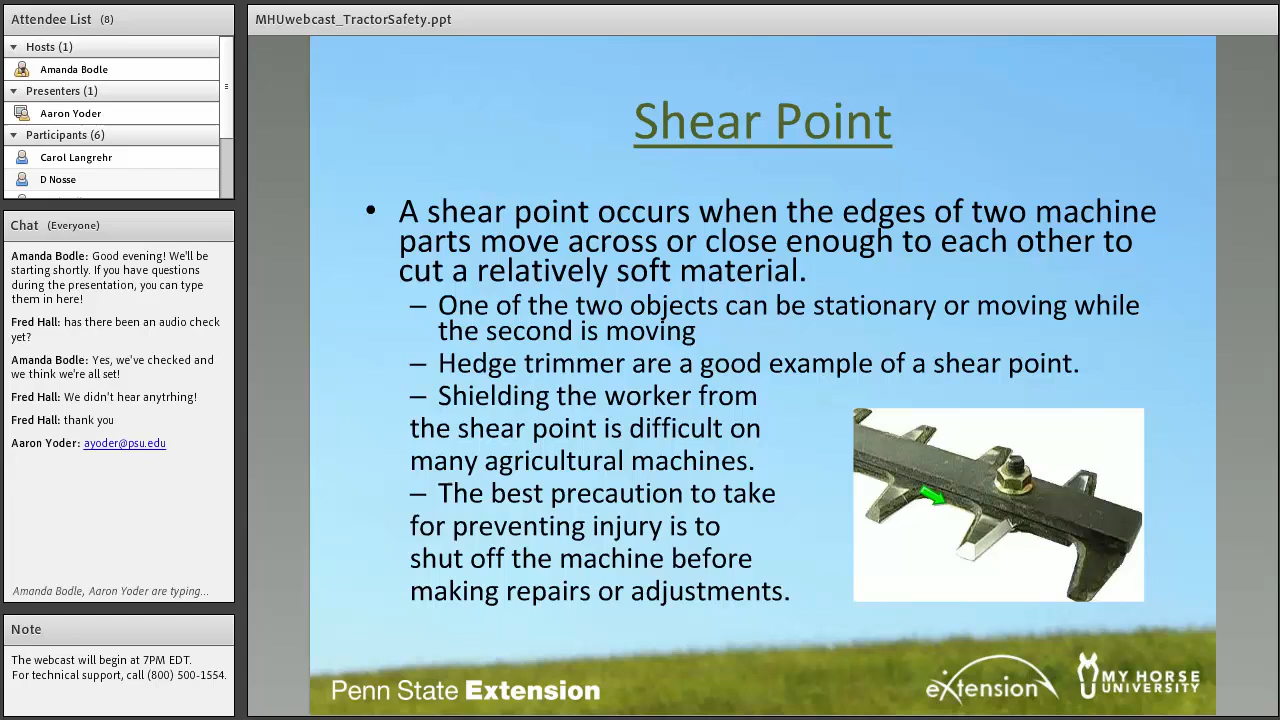 Attendee List (8)
Hosts (1)
Amanda Bodle
Presenters (1)
Aaron Yoder
Participants (6)
Carol Langrehr
D Nosse
Chat (Everyone)
Amanda Bodle: Good evening! We'll be
starting shortly. If you have questions
during the presentation, you can type
them in here!
Fred Hall: has there been an audio check
yet?
Amanda Bodle: Yes, we've checked and
we think we're all set!
Fred Hall: We didn't hear anytrhing!
Fred Hall: thank you
Aaron Yoder: ayoder@psu.edu
Amanda Bodle, Aaron Yoder are typing...
Note
The webcast will begin at 7PM EDT.
For technical support, call (800) 500-1554.
MHUwebcast_TractorSafety.ppt
Shear Point
• A shear point occurs when the edges of two machine
parts move across or close enough to each other to
cut a relatively soft material.
– One of the two objects can be stationary or moving while
the second is moving
– Hedge trimmer are a good example of a shear point.
– Shielding the worker from
the shear point is difficult on
many agricultural machines.
– The best precaution to take
for preventing injury is to
shut off the machine before
making repairs or adjustments.
Penn State Extension
eXtension
MY HORSE
UNIVERSITY